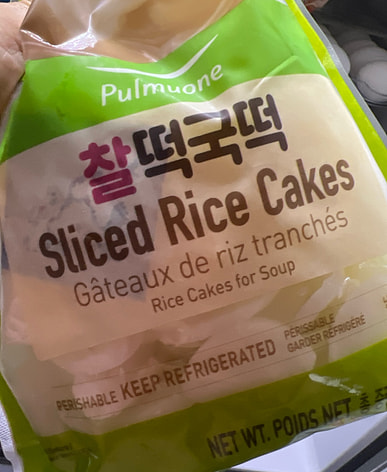 Pulmuone
찰떡국떡
Sliced Rice Cakes
Gâteaux de riz tranchés
Rice Cakes for Soup
PERISHABLE KEEP REFRIGERATED PÉRISSABLE
GARDER RÉFRIGÉRÉ
NET WT. POIDS NET